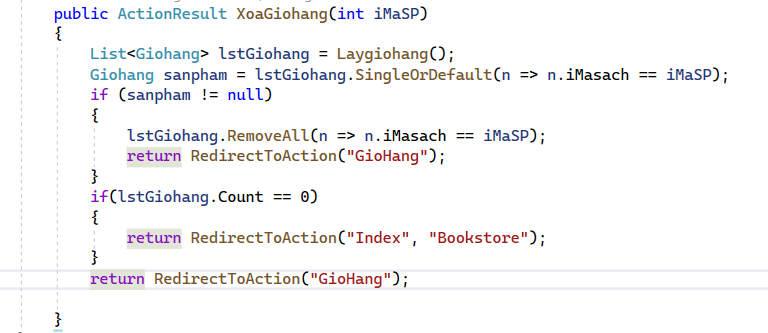 public ActionResult XoaGiohang(int iMaSP)
{
List<Giohang> lstGiohang = Laygiohang();
Giohang sanpham = lstGiohang.SingleOrDefault(n => n.iMasach == iMaSP);
if (sanpham != null)
{
lstGiohang.RemoveAll(n => n.iMasach == iMaSP);
return RedirectToAction("GioHang");
}
if(lstGiohang.Count == 0)
{
return RedirectToAction("Index", "Bookstore");
}
return RedirectToAction("GioHang");
}